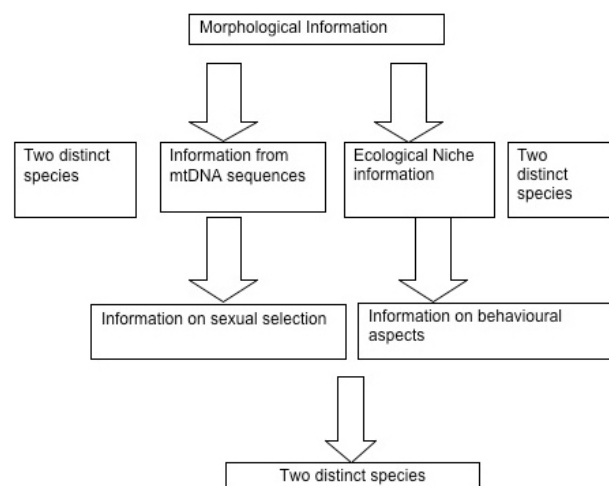 Morphological Information
Two distinct
species
Information from
mtDNA sequences
Ecological Niche
information
Two
distinct
species
Information on sexual selection
Information on behavioural
aspects
Two distinct species